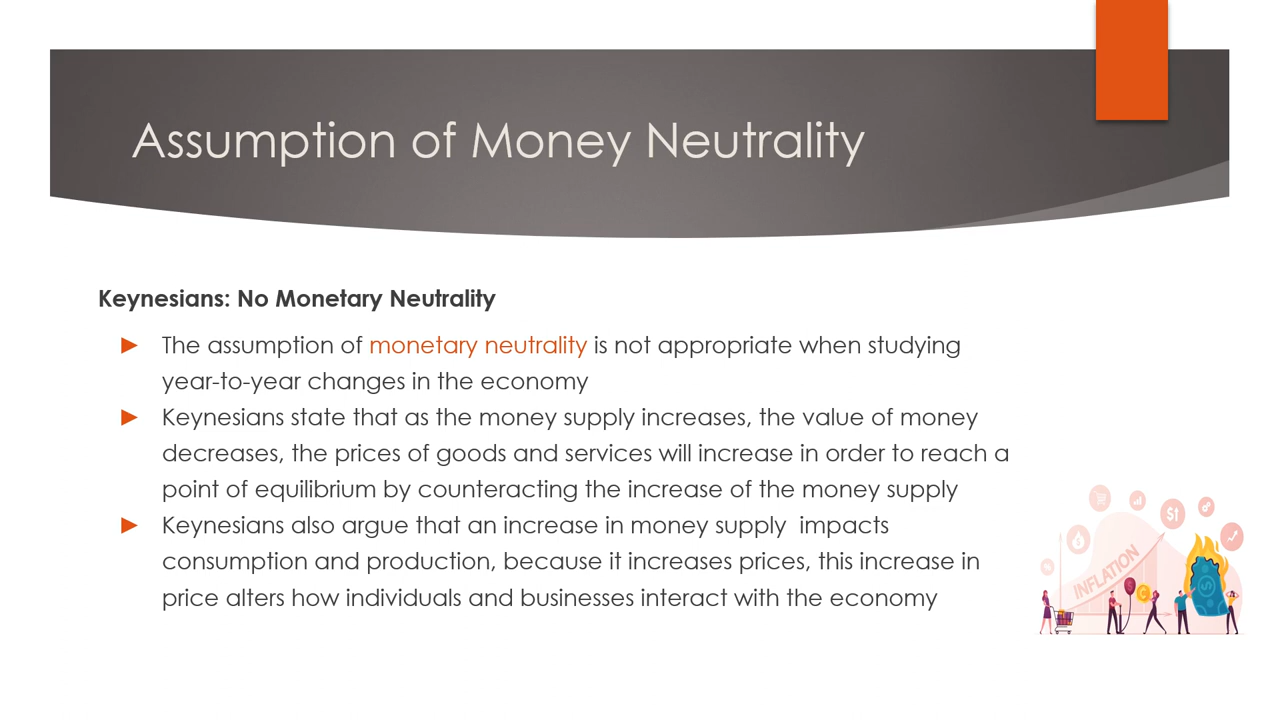 Assumption of Money Neutrality
Keynesians: No Monetary Neutrality
► The assumption of monetary neutrality is not appropriate when studying
year-to-year changes in the economy
► Keynesians state that as the money supply increases, the value of money
decreases, the prices of goods and services will increase in order to reach a
point of equilibrium by counteracting the increase of the money supply
► Keynesians also argue that an increase in money supply  impacts
consumption and production, because it increases prices, this increase in
price alters how individuals and businesses interact with the economy
$t
INFLATION